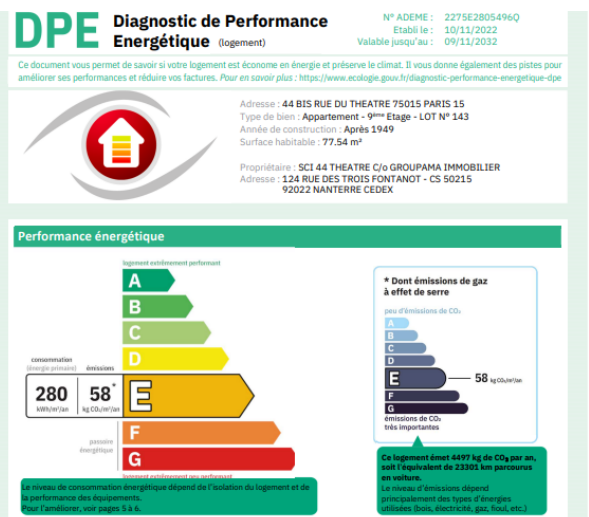 DPE
Diagnostic de Performance
Energétique (logement)
N° ADEME : 2275E2805496Q
Etabli le : 10/11/2022
Valable jusqu'au : 09/11/2032
Ce document vous permet de savoir si votre logement est économe en énergie et préserve le climat. Il vous donne également des pistes pour
améliorer ses performances et réduire vos factures. Pour en savoir plus : https://www.ecologie.gouv.fr/diagnostic-performance-energetique-dpe
Adresse : 44 BIS RUE DU THEATRE 75015 PARIS 15
Type de bien : Appartement - 9ème Etage - LOT N° 143
Année de construction : Après 1949
Surface habitable : 77.54 m²
Propriétaire : SCI 44 THEATRE C/o GROUPAMA IMMOBILIER
Adresse : 124 RUE DES TROIS FONTANOT - CS 50215
92022 NANTERRE CEDEX
Performance énergétique
logement extrêmement performant
A
B
C
D
consommation
(énergie primaire)
émissions
280
kWh/m²/an
58*
kg CO₂/m²/an
E
F
passoire
énergétique
G
logement extrêmement peu performant
Le niveau de consommation énergétique dépend de l'isolation du logement et de
la performance des équipements.
Pour l'améliorer, voir pages 5 à 6.
* Dont émissions de gaz
à effet de serre
peu d'émissions de CO₂
A
B
C
D
E
58 kg CO₂/m²/an
F
G
émissions de CO₂
très importantes
Ce logement émet 4497 kg de CO₂ par an,
soit l'équivalent de 23301 km parcourus
en voiture.
Le niveau d'émissions dépend
principalement des types d'énergies
utilisées (bois, électricité, gaz, fioul, etc.)